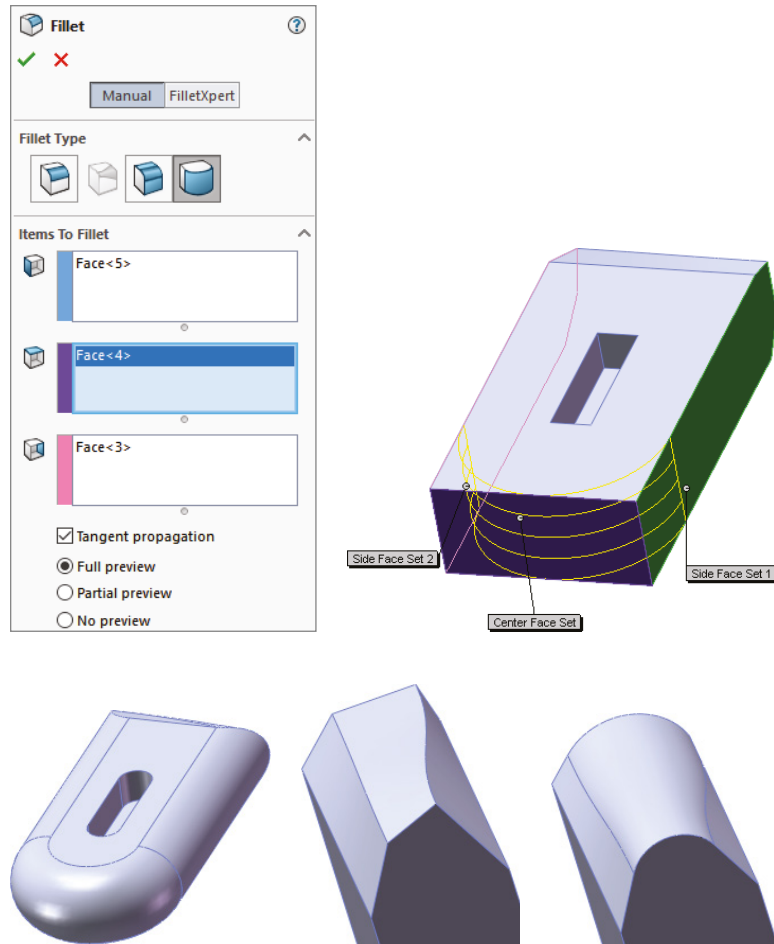 Fillet
Manual
FilletXpert
Fillet Type
Items To Fillet
Face<5>
Face<4>
Face<3>
Tangent propagation
Full preview
Partial preview
No preview
Side Face Set 2
Side Face Set 1
Center Face Set